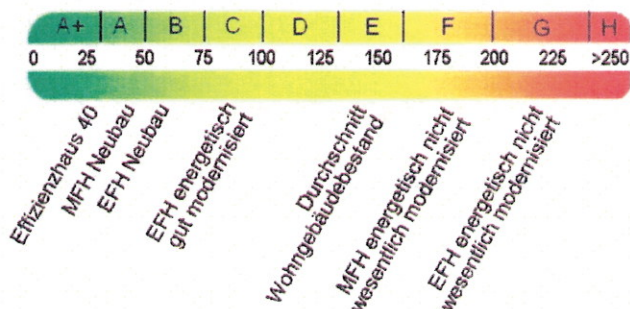 A+ A B C D E F G H
0 25 50 75 100 125 150 175 200 225 >250
Effizienzhaus 40
MFH Neubau
EFH Neubau
EFH energetisch
gut modernisiert
Durchschnitt
Wohngebäudebestand
MFH energetisch nicht
wesentlich modernisiert
EFH energetisch nicht
wesentlich modernisiert